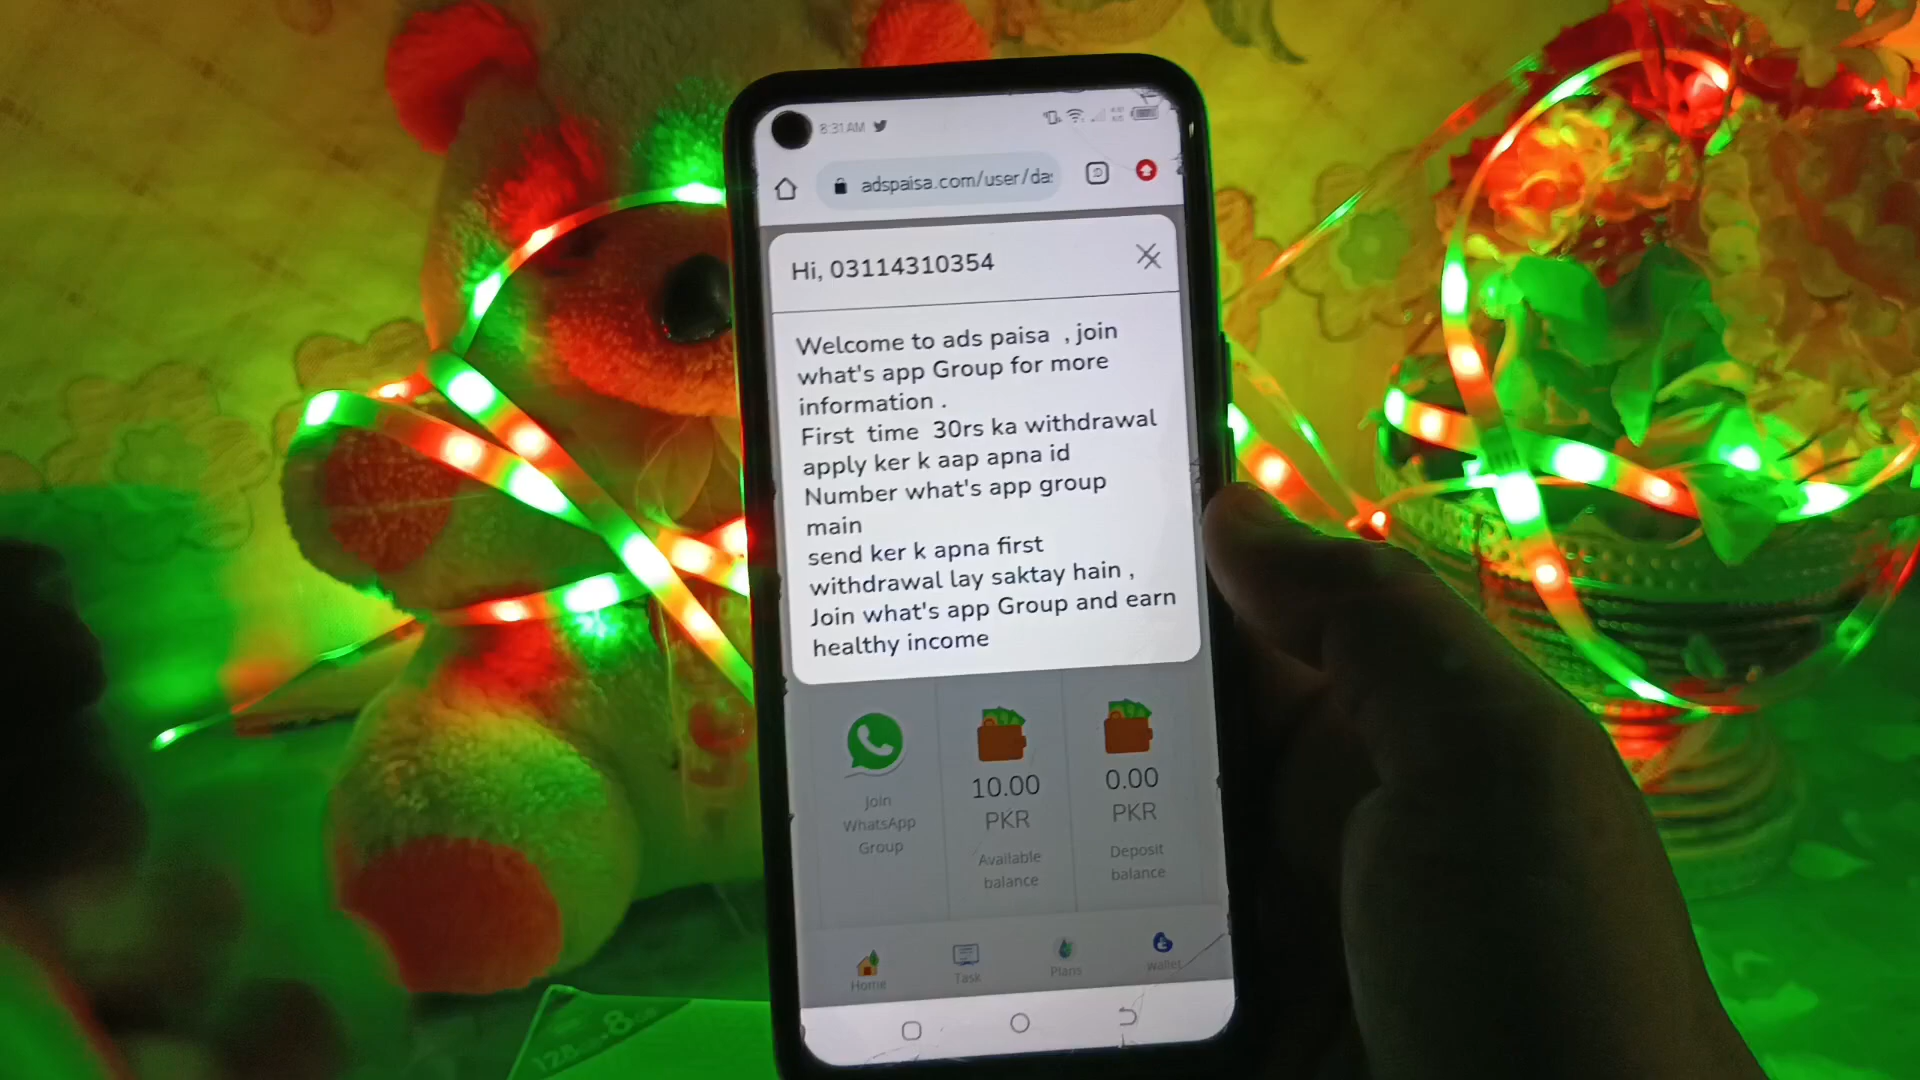 8:31 AM
adspaisa.com/user/da
Hi, 03114310354
Welcome to ads paisa , join
what's app Group for more
information .
First time 30rs ka withdrawal
apply ker k aap apna id
Number what's app group
main
send ker k apna first
withdrawal lay saktay hain ,
Join what's app Group and earn
healthy income
Join
WhatsApp
Group
10.00
PKR
Available
balance
0.00
PKR
Deposit
balance
Home
Task
Plans
Wallet